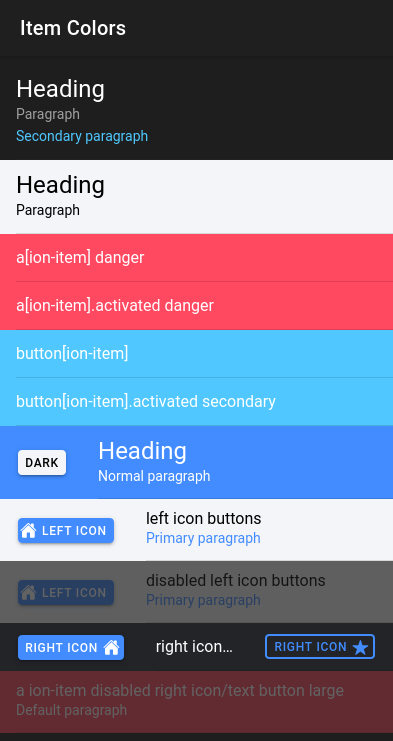 Item Colors
Heading
Paragraph
Secondary paragraph
Heading
Paragraph
a[ion-item] danger
a[ion-item].activated danger
button[ion-item]
button[ion-item].activated secondary
DARK Heading
Normal paragraph
LEFT ICON left icon buttons
Primary paragraph
LEFT ICON disabled left icon buttons
Primary paragraph
RIGHT ICON right icon... RIGHT ICON
a ion-item disabled right icon/text button large
Default paragraph